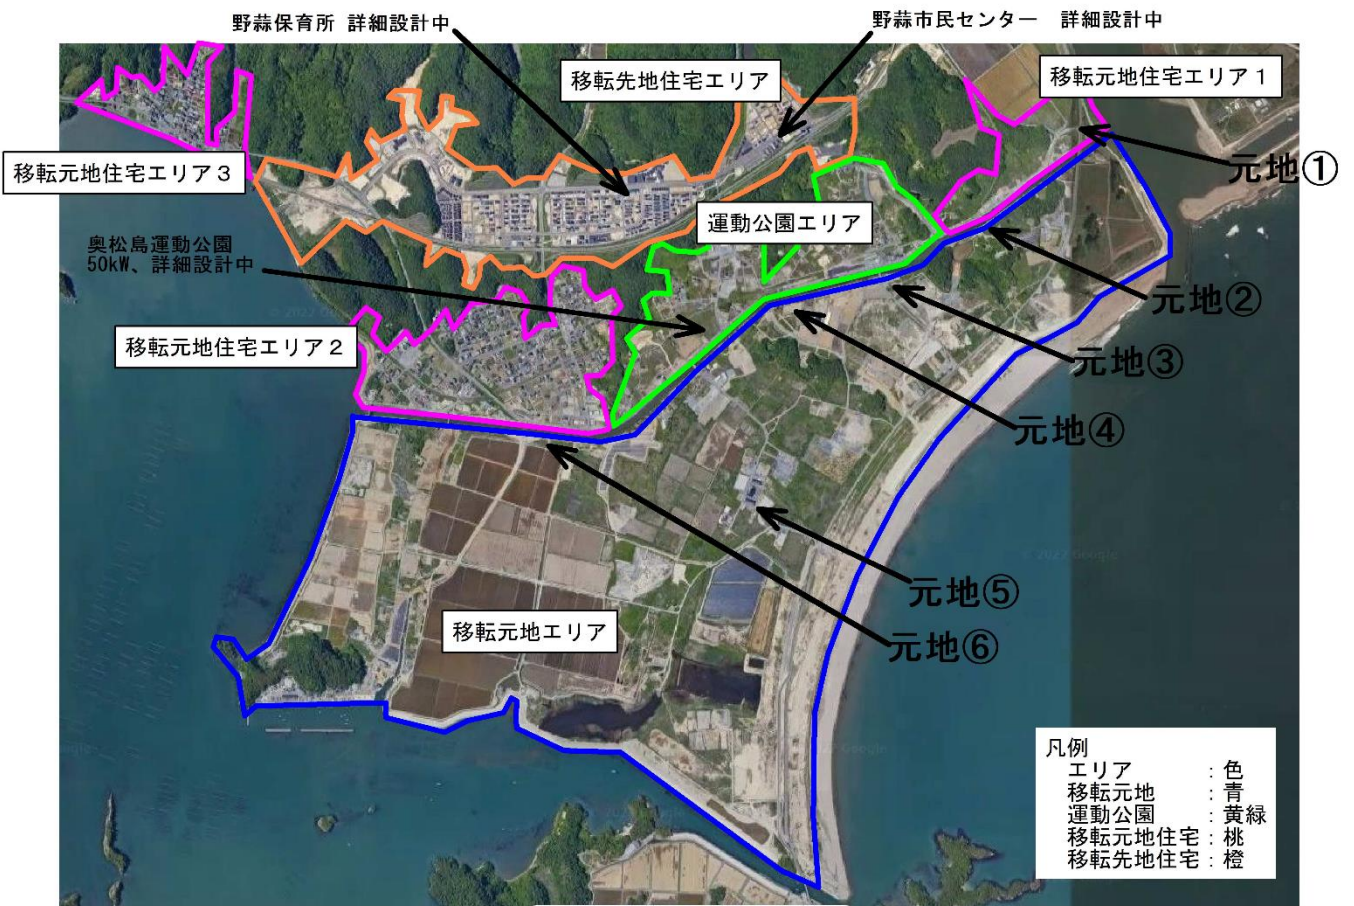 野蒜保育所 詳細設計中
野蒜市民センター 詳細設計中
移転先地住宅エリア
移転元地住宅エリア1
移転元地住宅エリア3
元地①
運動公園エリア
奥松島運動公園
50kW、詳細設計中
元地②
移転元地住宅エリア2
元地③
元地④
元地⑤
移転元地エリア
元地⑥
凡例
エリア :色
移転元地 :青
運動公園 :黄緑
移転元地住宅:桃
移転先地住宅:橙
© 2022 Google